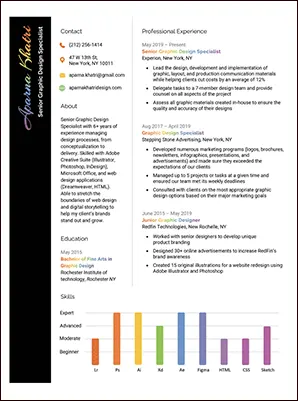 Aparna Khatri
Senior Graphic Design Specialist
Contact
(212) 256-1414
47 W 13th St,
New York, NY 10011
aparna.khatri@gmail.com
aparnakhatridesign.com
About
Senior Graphic Design
Specialist with 6+ years of
experience managing
design processes, from
conceptualization to
delivery. Skilled with Adobe
Creative Suite (Illustrator,
Photoshop, InDesign),
Microsoft Office, and web
design applications
(Dreamweaver, HTML).
Able to stretch the
boundaries of web design
and digital storytelling to
help my clients's brands
stand out and grow.
Education
May 2015
Bachelor of Fine Arts in
Graphic Design
Rochester Institute of
technology, Rochester NY
Professional Experience
May 2019 – Present
Senior Graphic Design Specialist
Experion, New York, NY
• Lead the design, development and implementation of
graphic, layout, and production communication materials
while helping clients cut costs by an average of 12%
• Delegate tasks to a 7-member design team and provide
counsel on all aspects of the project
• Assess all graphic materials created in-house to ensure the
quality and accuracy of their designs
Aug 2017 – April 2019
Graphic Design Specialist
Stepping Stone Advertising, New York, NY
• Developed numerous marketing programs (logos, brochures,
newsletters, infographics, presentations, and
advertisements) and made sure they exceeded the
expectations of our clients
• Managed up to 5 projects or tasks at a given time and
ensured our team met its weekly deadlines
• Consulted with clients on the most appropriate graphic
design options based on their major marketing goals
June 2015 – May 2019
Junior Graphic Designer
Redfin Technologies, New Rochelle, NY
• Worked with senior designers to develop unique
product branding
• Designed 30+ online advertisements to increase RedFin's
brand awareness
• Created 15 original illustrations for a website redesign using
Adobe Illustrator and Photoshop
Skills
Expert
Advanced
Moderate
Beginner
Lr Ps Ai Xd Ae Figma HTML CSS Sketch